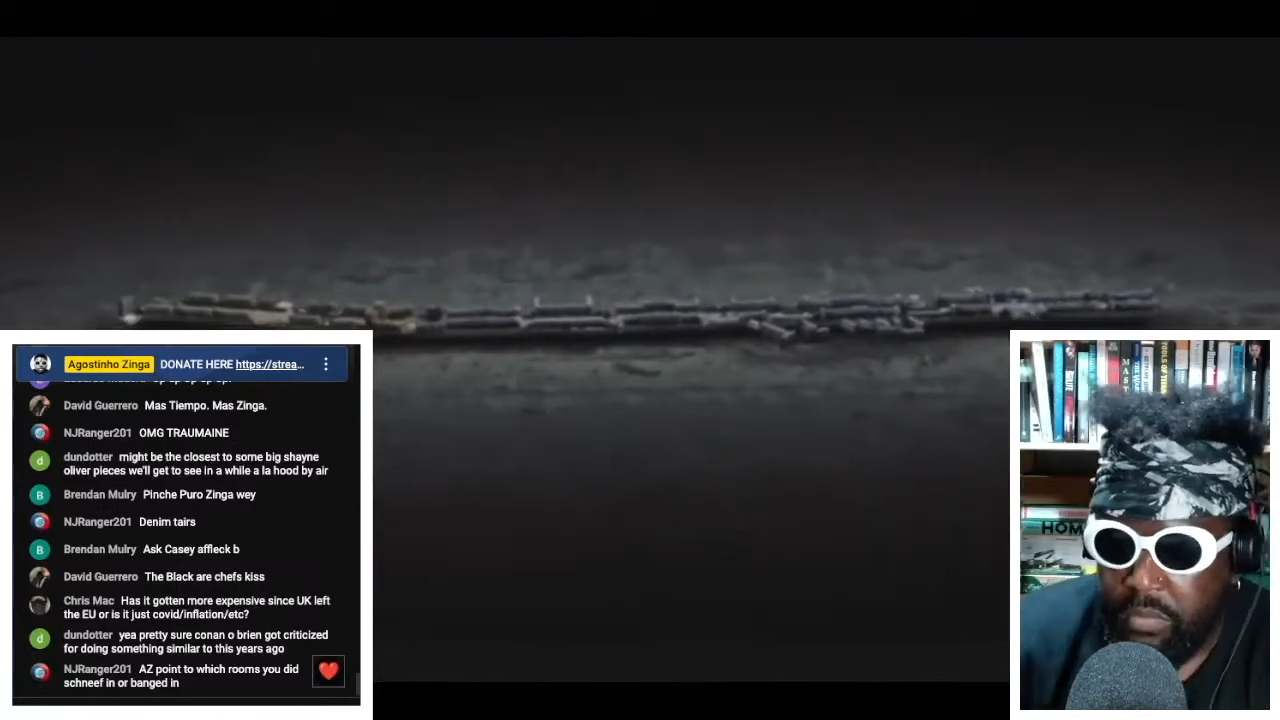 Agostinho Zinga DONATE HERE https://strea...
David Guerrero Mas Tiempo. Mas Zinga.
NJRanger201 OMG TRAUMAINE
dundotter might be the closest to some big shayne
oliver pieces we'll get to see in a while a la hood by air
Brendan Mulry Pinche Puro Zinga wey
NJRanger201 Denim tairs
Brendan Mulry Ask Casey affleck b
David Guerrero The Black are chefs kiss
Chris Mac Has it gotten more expensive since UK left
the EU or is it just covid/inflation/etc?
dundotter yea pretty sure conan o brien got criticized
for doing something similar to this years ago
NJRanger201 AZ point to which rooms you did
schneef in or banged in
d
B
B
d
TOOLS OF TITAN
MAST
HOM